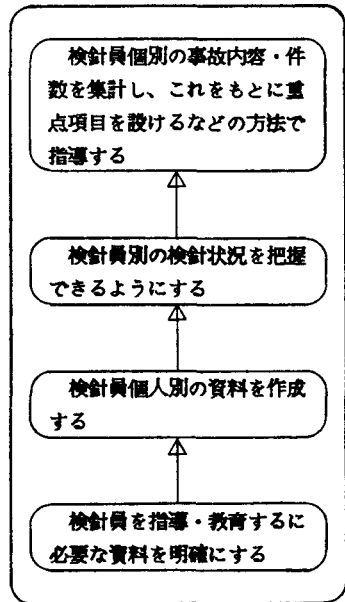 検針員個別の事故内容・件
数を集計し、これをもとに重
点項目を設けるなどの方法で
指導する
検針員別の検針状況を把握
できるようにする
検針員個人別の資料を作成
する
検針員を指導・教育するに
必要な資料を明確にする